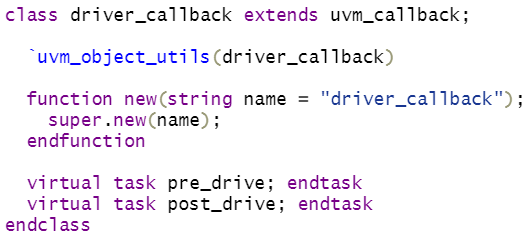 class driver_callback extends uvm_callback;
`uvm_object_utils(driver_callback)
function new(string name = "driver_callback");
super.new(name);
endfunction
virtual task pre_drive; endtask
virtual task post_drive; endtask
endclass